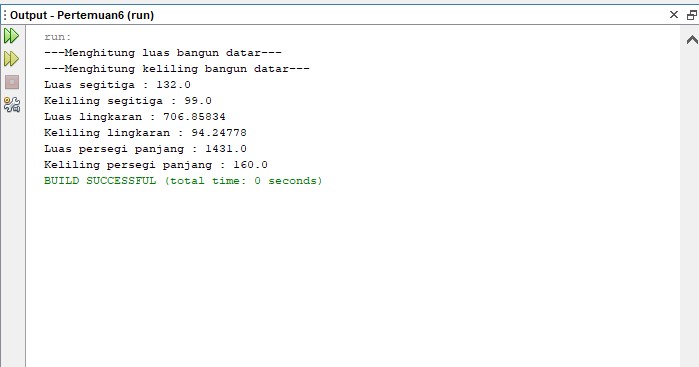 Output - Pertemuan6 (run)
run:
---Menghitung luas bangun datar---
---Menghitung keliling bangun datar---
Luas segitiga : 132.0
Keliling segitiga : 99.0
Luas lingkaran : 706.85834
Keliling lingkaran : 94.24778
Luas persegi panjang : 1431.0
Keliling persegi panjang : 160.0
BUILD SUCCESSFUL (total time: 0 seconds)